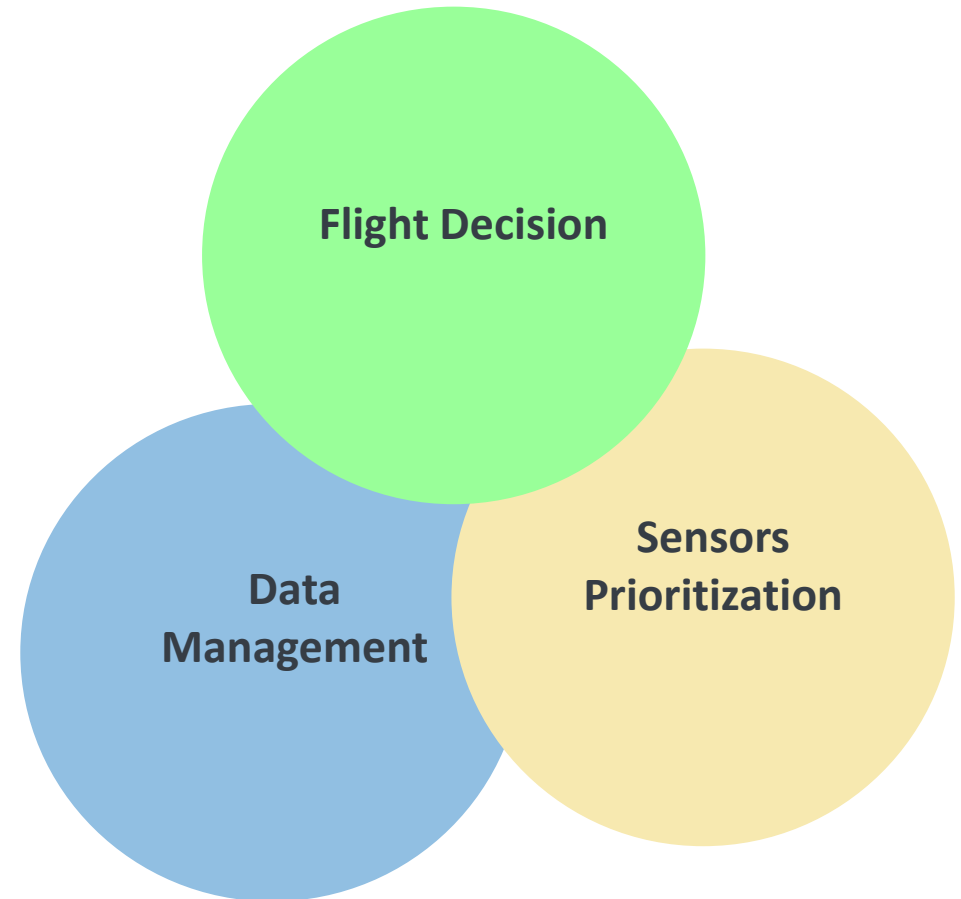 Flight Decision
Sensors
Prioritization
Data
Management